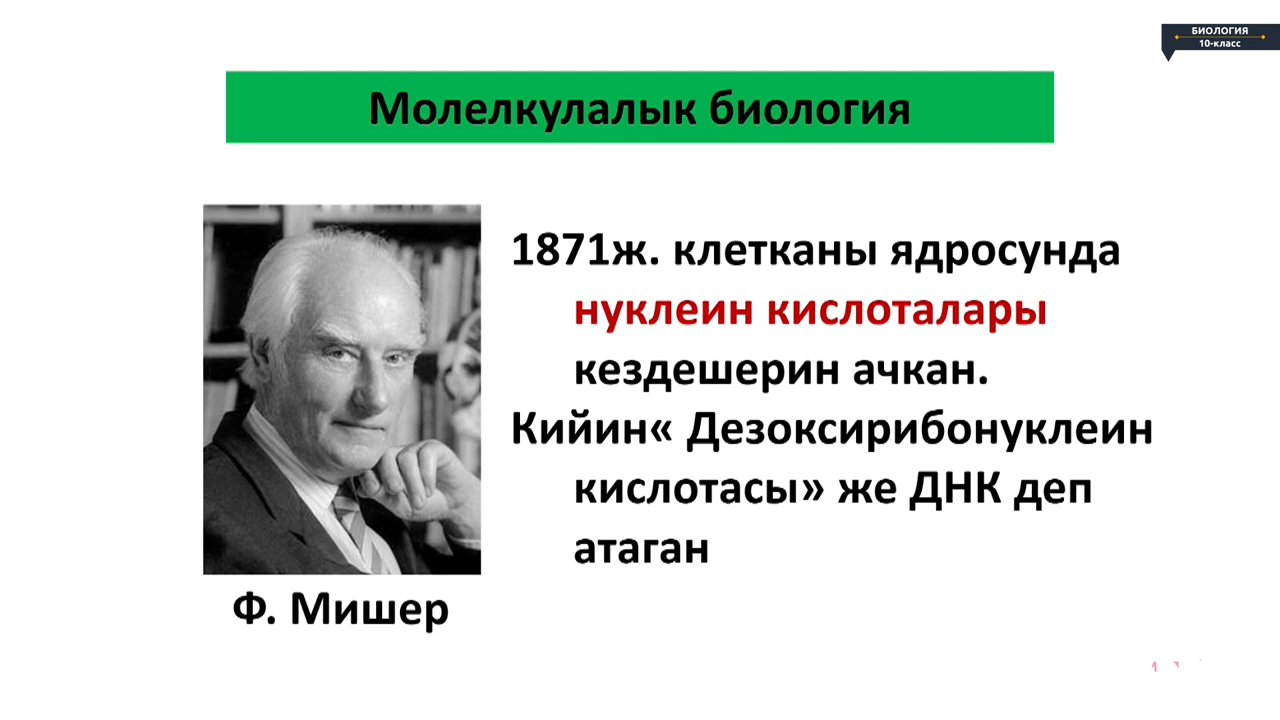 БИОЛОГИЯ
10-класс
Молелкулалык биология
1871ж. клетканы ядросунда
нуклеин кислоталары
кездешерин ачкан.
Кийин« Дезоксирибонуклеин
кислотасы» же ДНК деп
атаган
Ф. Мишер